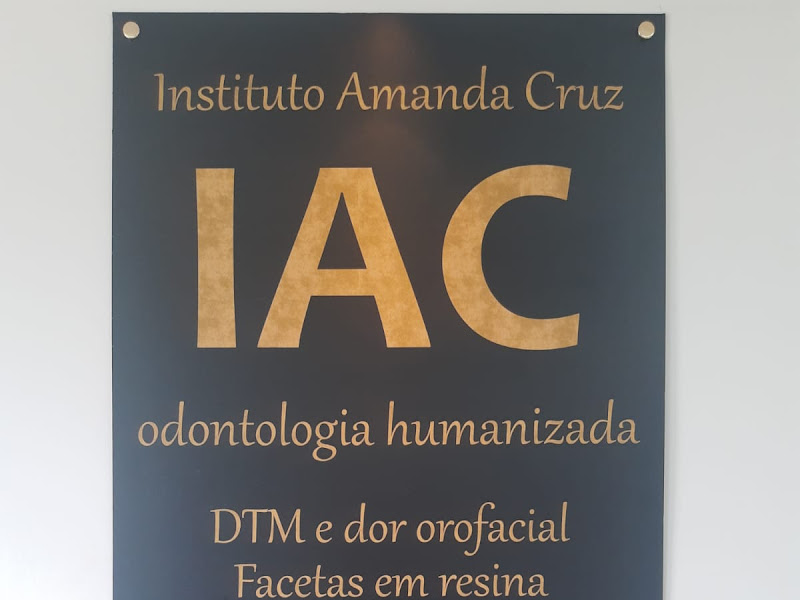 Instituto Amanda Cruz
IAC
odontologia humanizada
DTM e dor orofacial
Facetas em resina